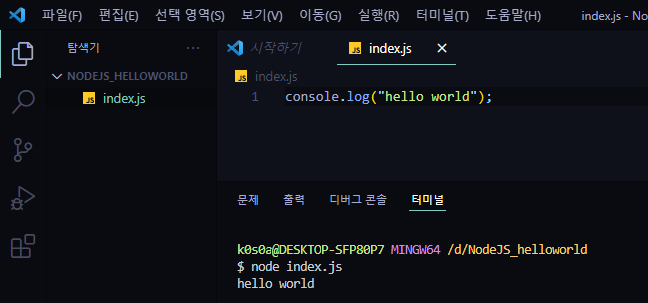 파일(F) 편집(E) 선택 영역(S) 보기(V) 이동(G) 실행(R) 터미널(T) 도움말(H) index.js - No
탐색기 ···
시작하기 JS index.js ×
NODEJS_HELLOWORLD
JS index.js
JS index.js
1 console.log("hello world");
문제 출력 디버그 콘솔 터미널
k0s0a@DESKTOP-SFP80P7 MINGW64 /d/NodeJS_helloworld
$ node index.js
hello world